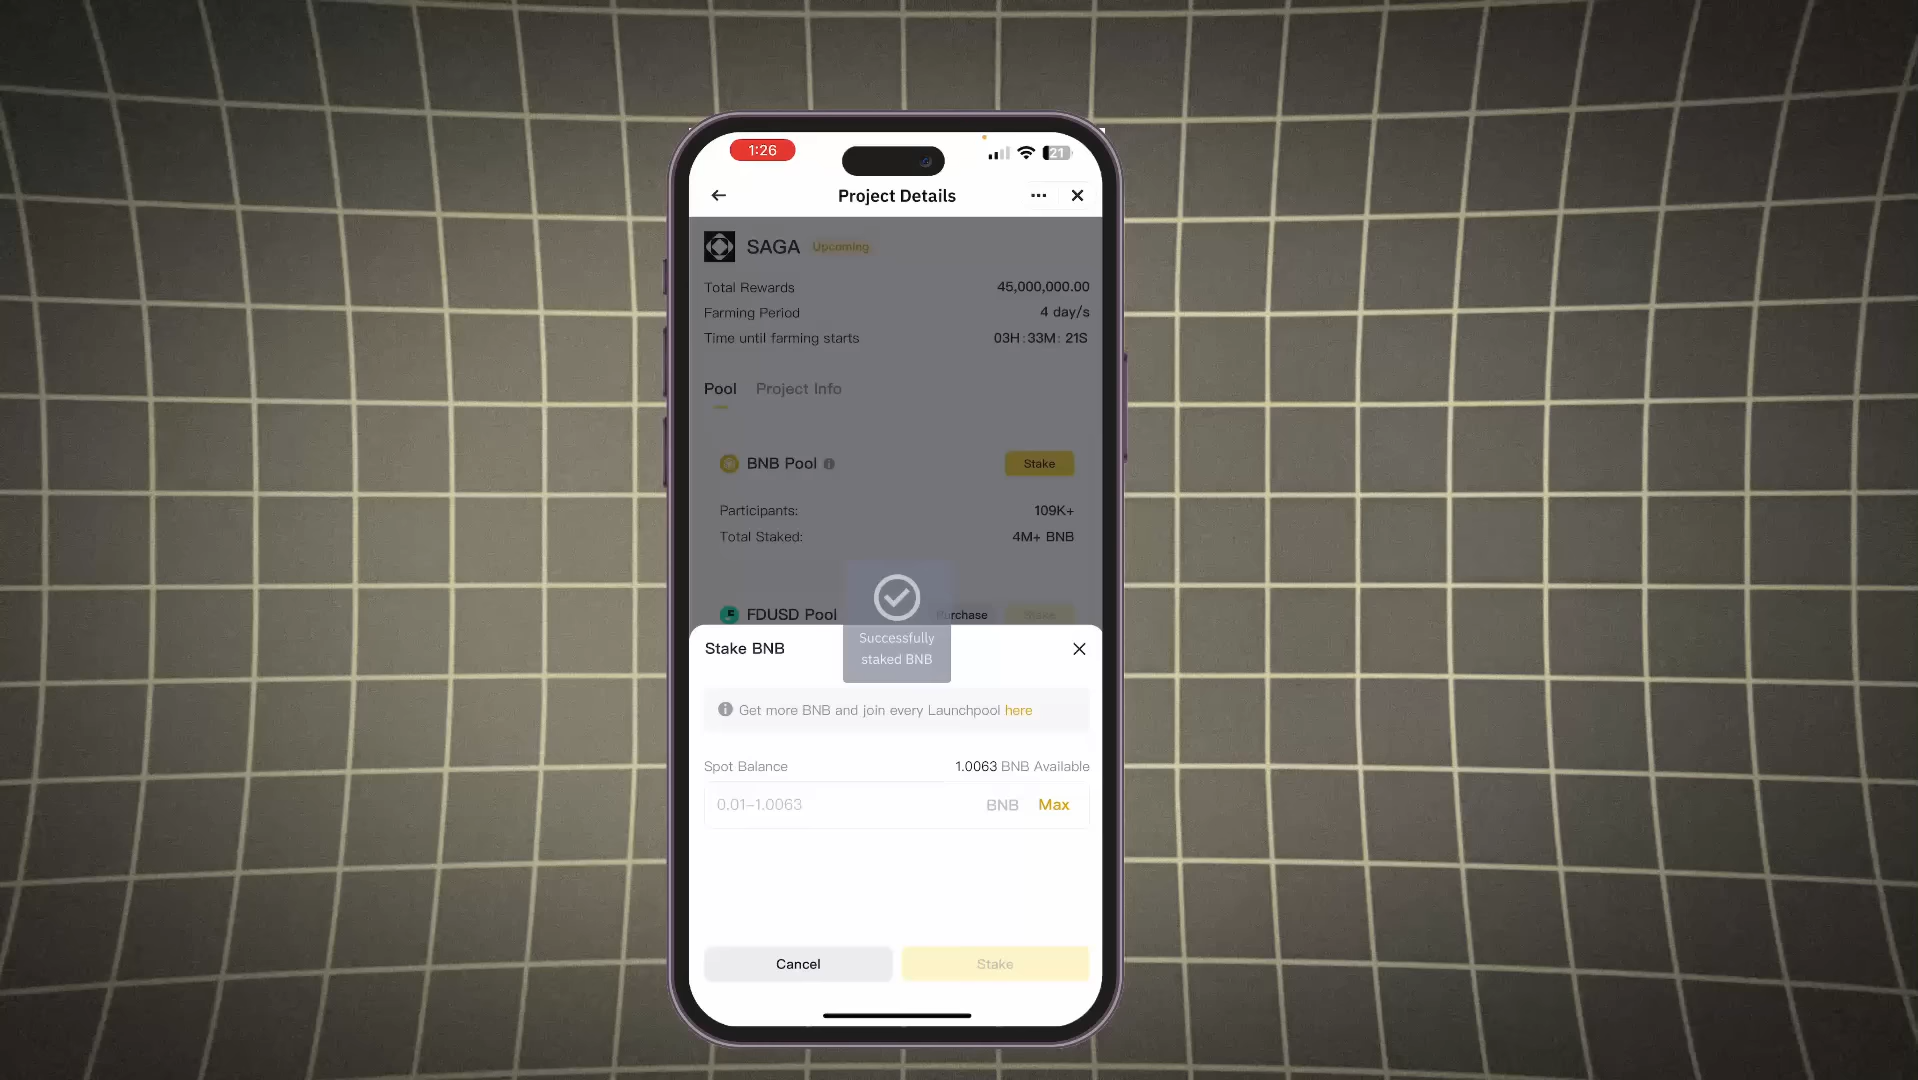 1:26
21
Project Details
SAGA Upcoming
Total Rewards 45,000,000.00
Farming Period 4 day/s
Time until farming starts 03H : 33M : 21S
Pool Project Info
BNB Pool Stake
Participants: 109K+
Total Staked: 4M+ BNB
FDUSD Pool Purchase Stake
Successfully
staked BNB
Stake BNB
Get more BNB and join every Launchpool here
Spot Balance 1.0063 BNB Available
0.01-1.0063 BNB Max
Cancel Stake